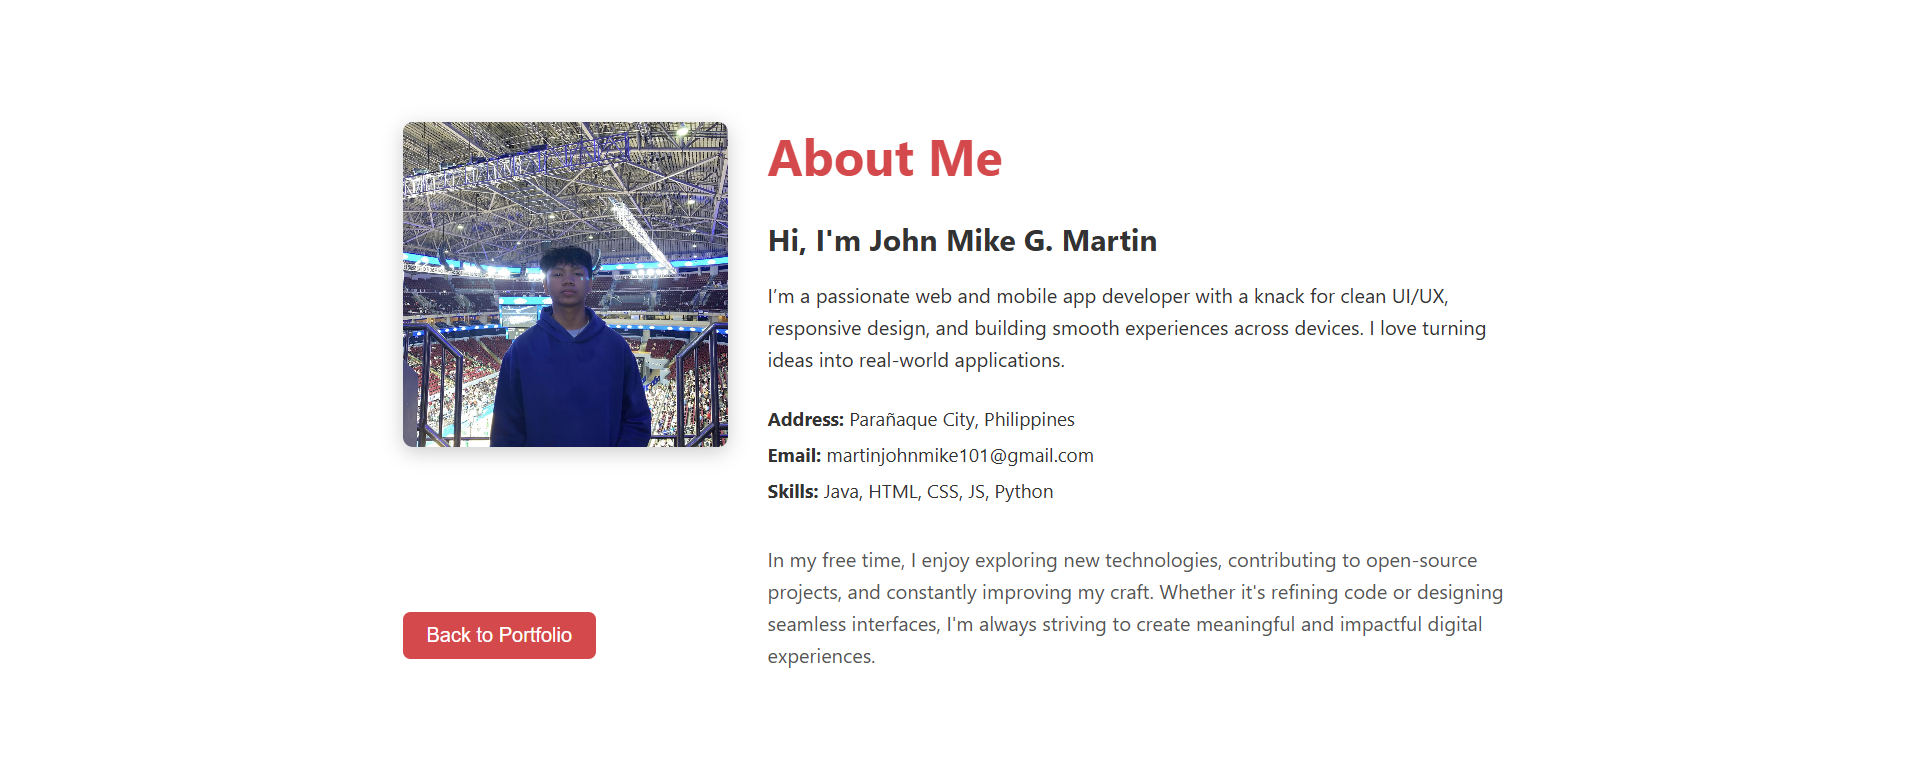 About Me
Hi, I'm John Mike G. Martin
I’m a passionate web and mobile app developer with a knack for clean UI/UX,
responsive design, and building smooth experiences across devices. I love turning
ideas into real-world applications.
Address: Parañaque City, Philippines
Email: martinjohnmike101@gmail.com
Skills: Java, HTML, CSS, JS, Python
In my free time, I enjoy exploring new technologies, contributing to open-source
projects, and constantly improving my craft. Whether it's refining code or designing
seamless interfaces, I'm always striving to create meaningful and impactful digital
experiences.
Back to Portfolio